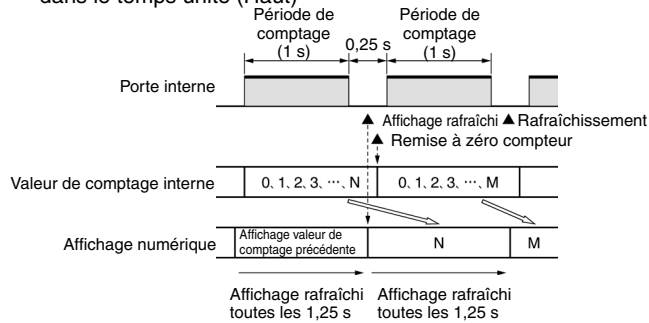 dans le temps unité (Haut)
Période de comptage (1 s)
0,25 s
Période de comptage (1 s)
Porte interne
▲ Affichage rafraîchi ▲ Rafraîchissement
▲ Remise à zéro compteur
Valeur de comptage interne
0, 1, 2, 3, ···, N
0, 1, 2, 3, ···, M
Affichage numérique
Affichage valeur de comptage précédente
N
M
Affichage rafraîchi toutes les 1,25 s
Affichage rafraîchi toutes les 1,25 s